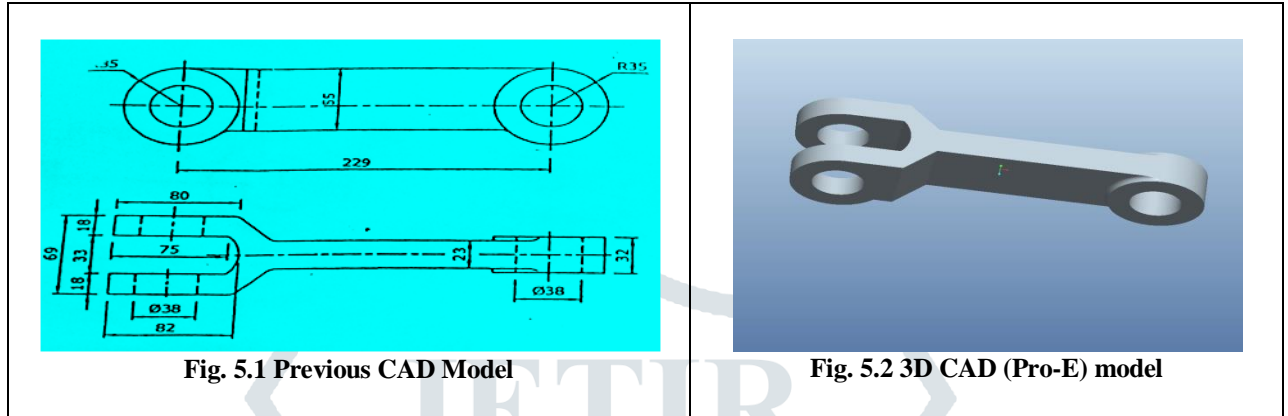 .35
R35
55
229
80
18
69
33
75
18
23
32
Ø38
Ø38
82
Fig. 5.1 Previous CAD Model
Fig. 5.2 3D CAD (Pro-E) model
JETIR